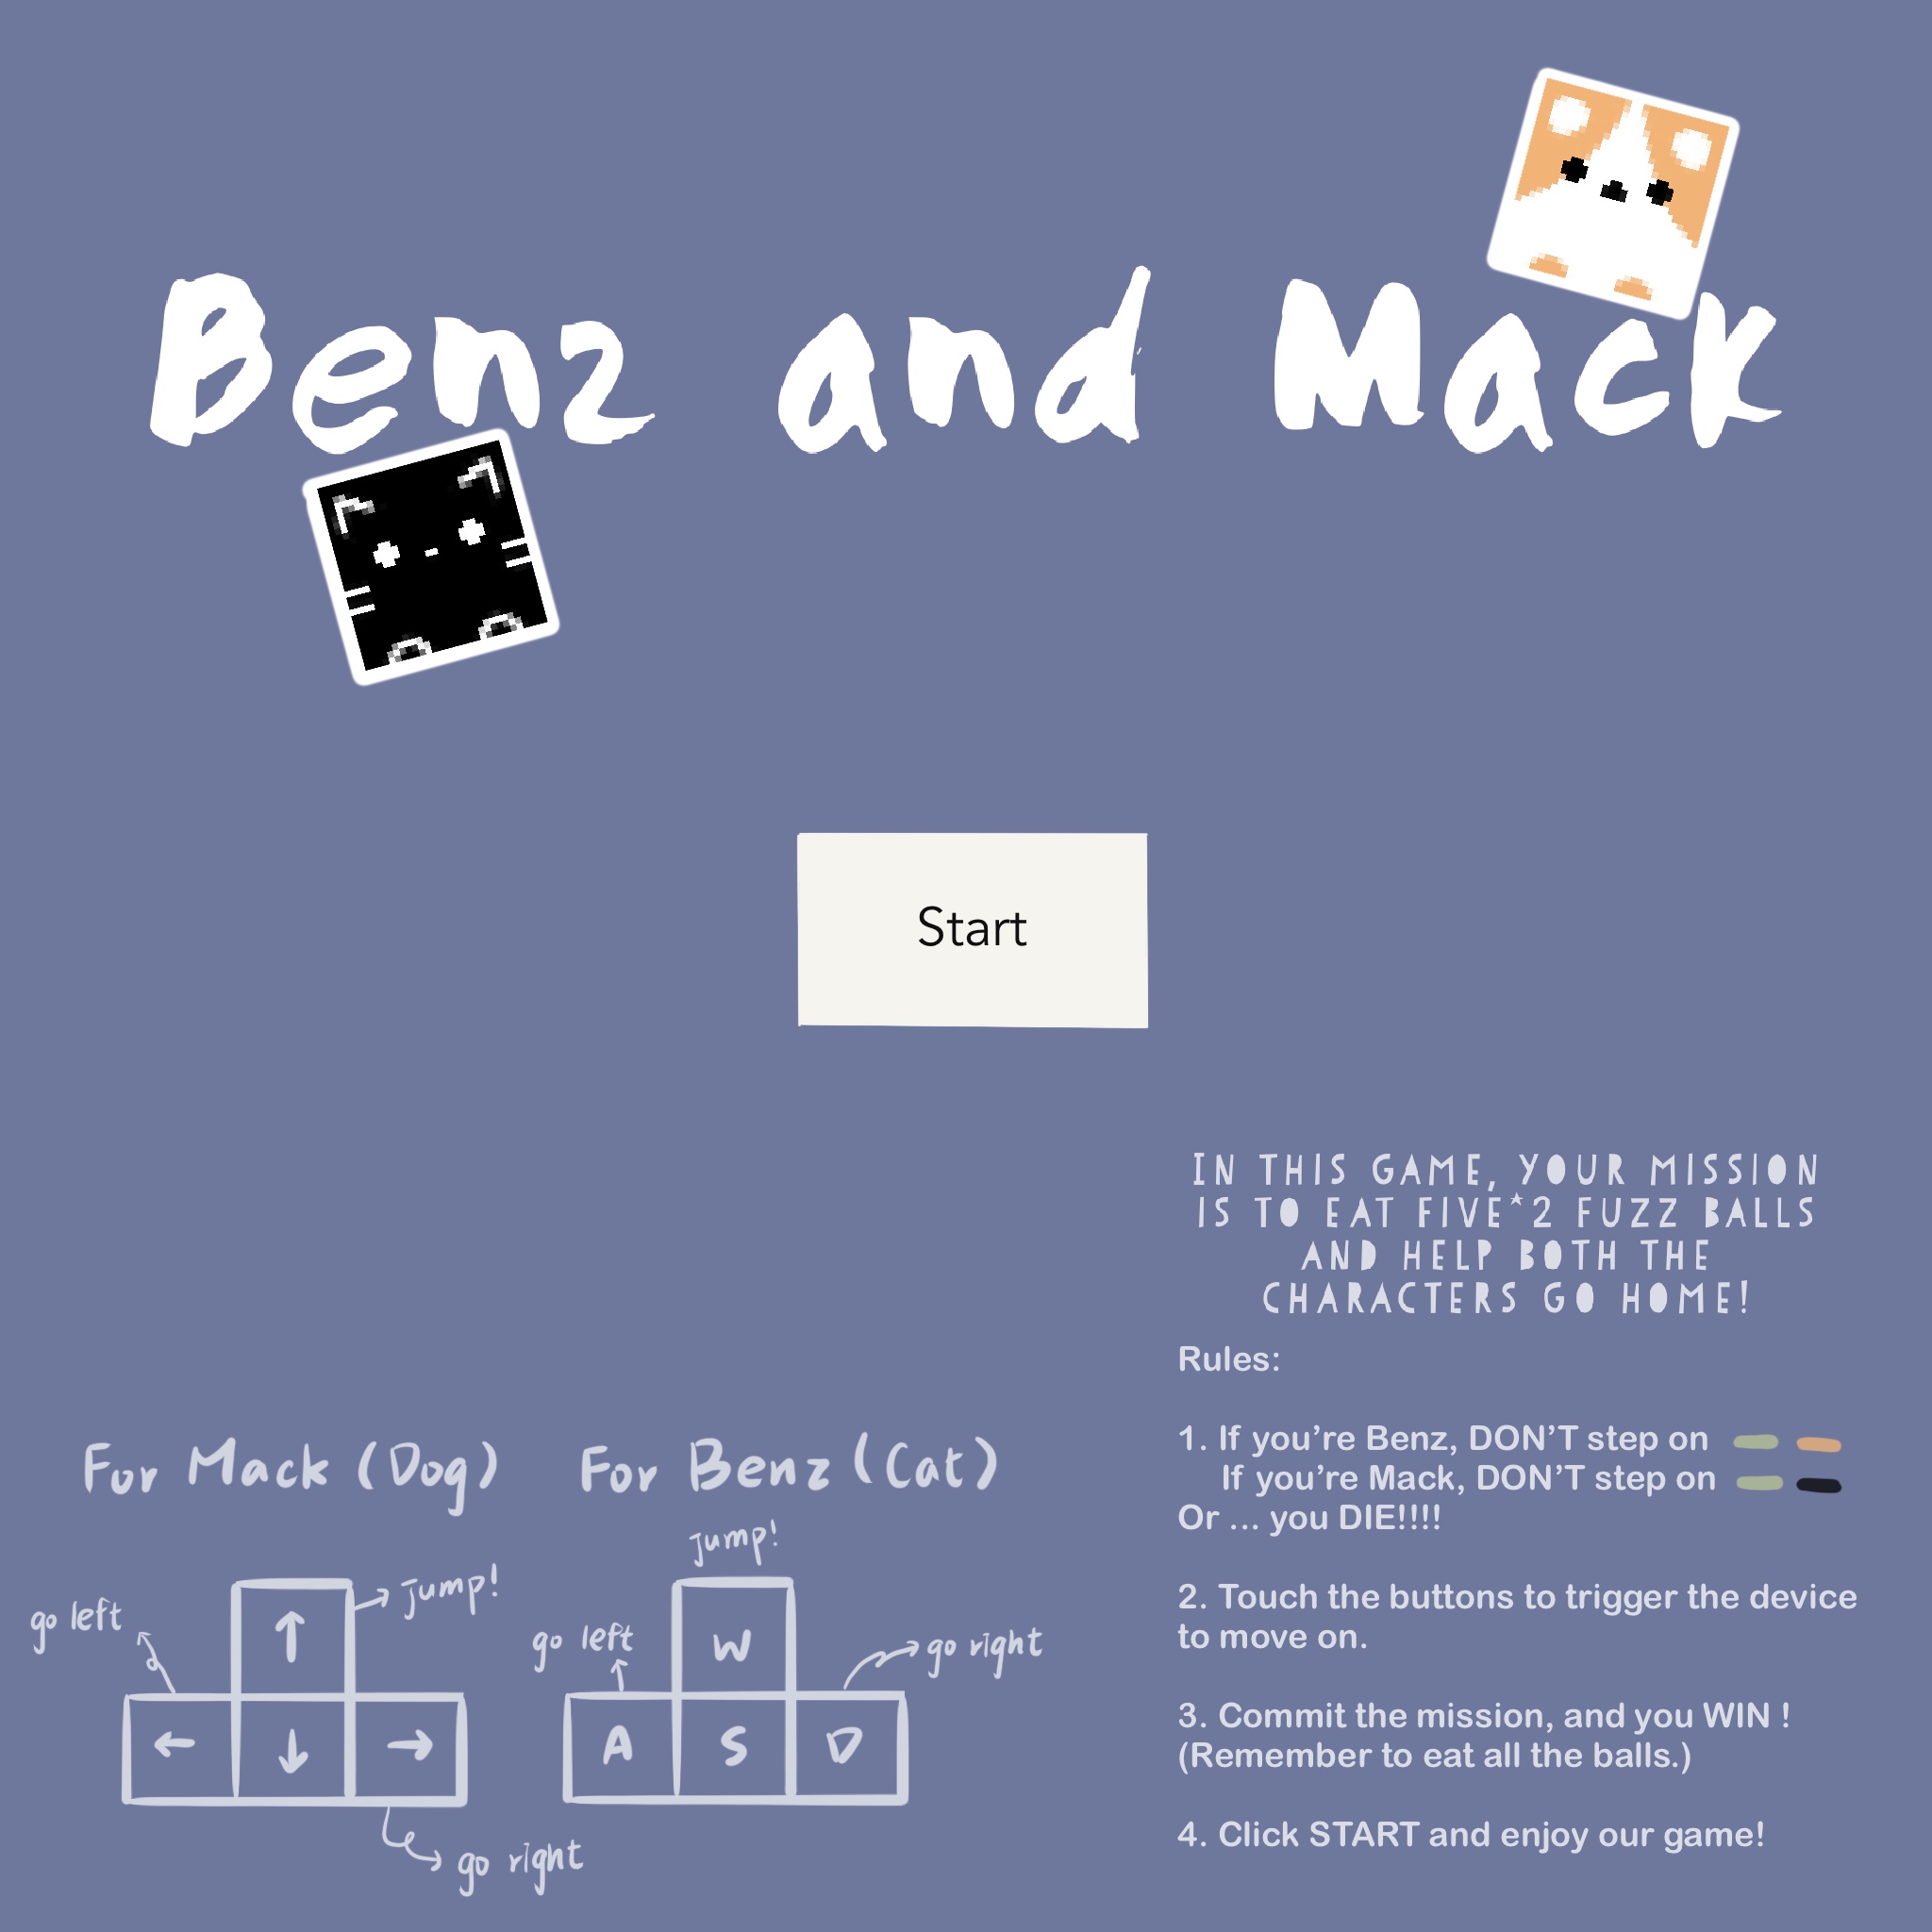 Benz and Mack
Start
IN THIS GAME, YOUR MISSION
IS TO EAT FIVE*2 FUZZ BALLS
AND HELP BOTH THE
CHARACTERS GO HOME!
Rules:
1. If you're Benz, DON'T step on
If you're Mack, DON'T step on
Or ... you DIE!!!!
2. Touch the buttons to trigger the device
to move on.
3. Commit the mission, and you WIN !
(Remember to eat all the balls.)
4. Click START and enjoy our game!
For Mack (Dog)
jump!
go left
↑
← ↓ →
go right
For Benz (Cat)
jump!
go left
W
go right
A S D